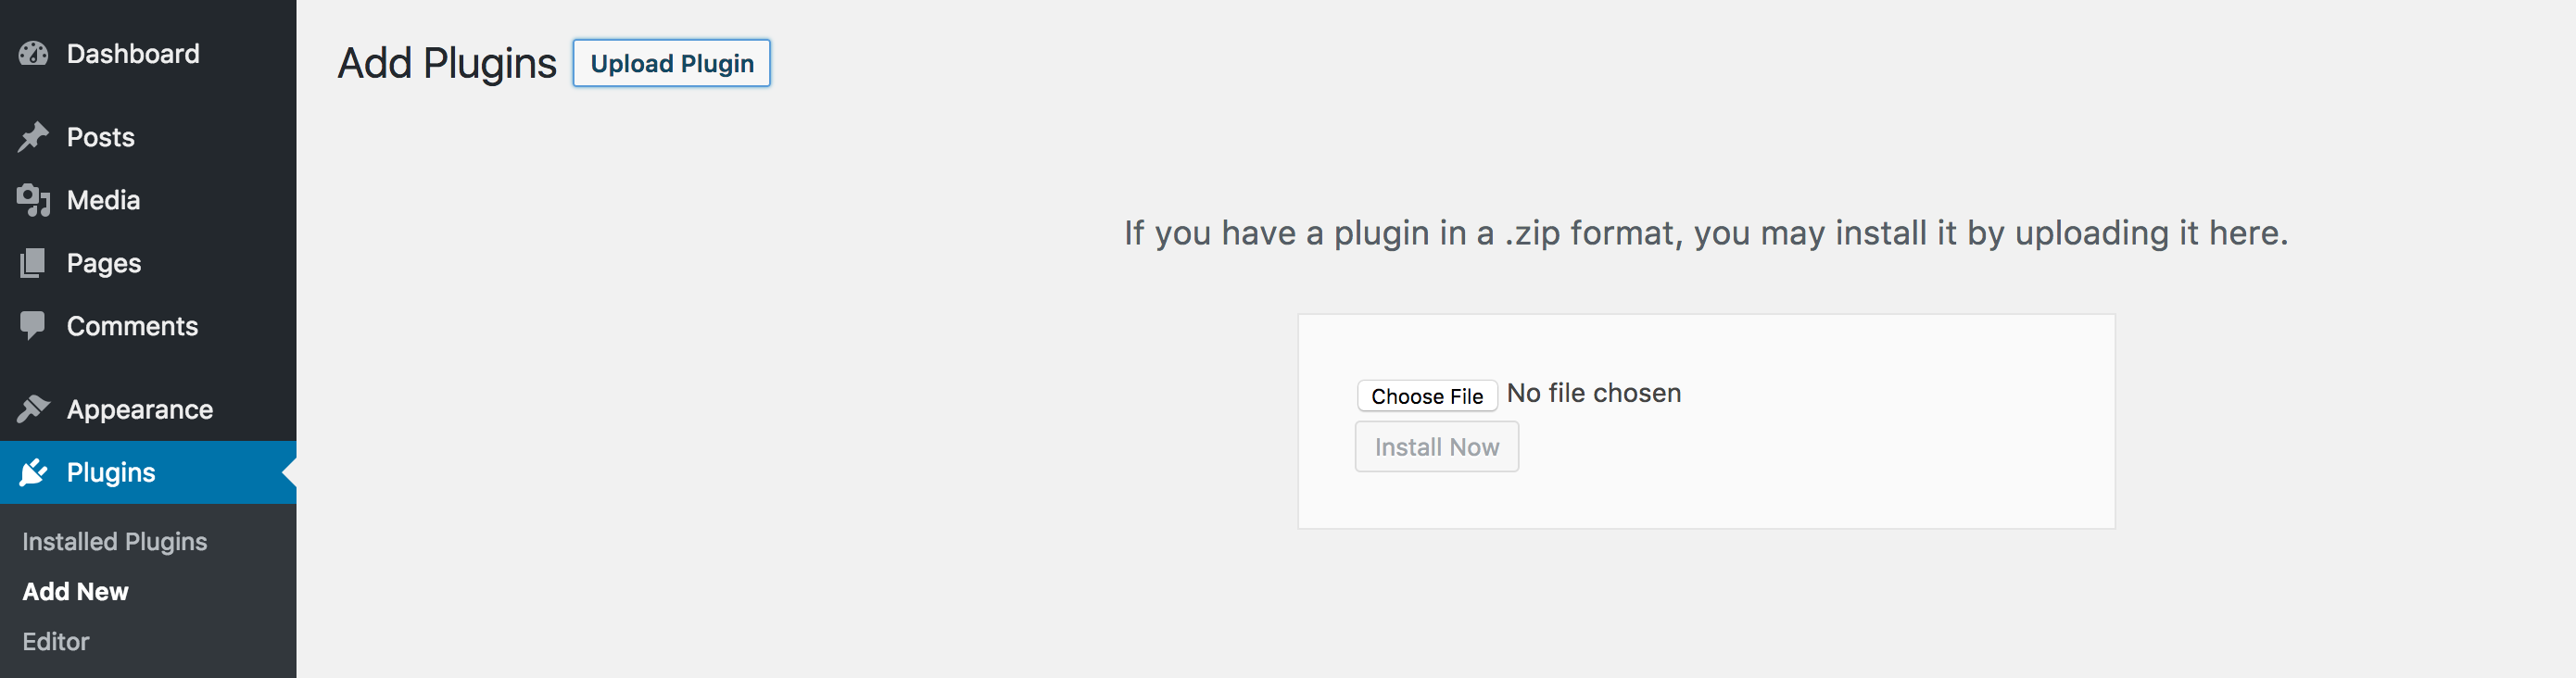 Dashboard
Posts
Media
Pages
Comments
Appearance
Plugins
Installed Plugins
Add New
Editor
Add Plugins Upload Plugin
If you have a plugin in a .zip format, you may install it by uploading it here.
Choose File No file chosen
Install Now